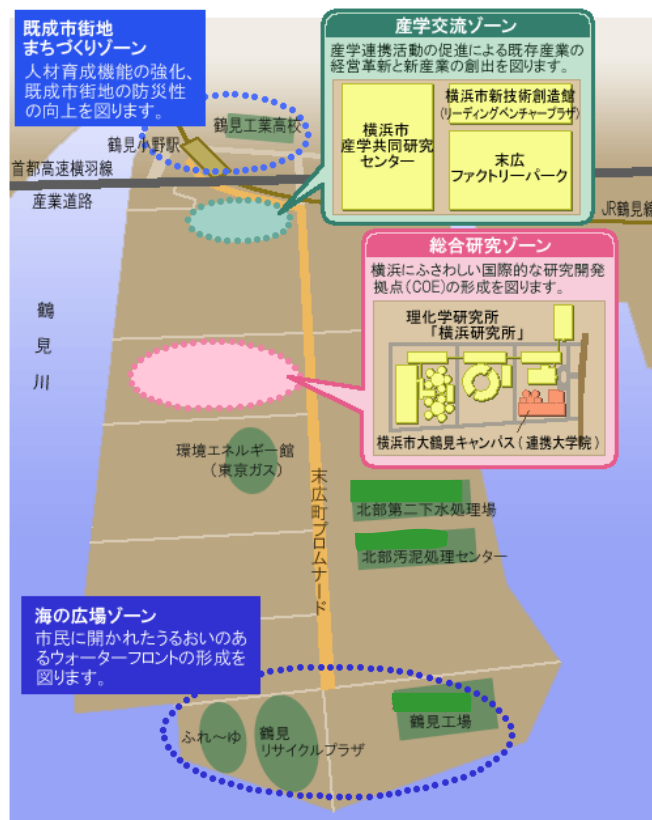 既成市街地
まちづくりゾーン
人材育成機能の強化、
既成市街地の防災性
の向上を図ります。
産学交流ゾーン
産学連携活動の促進による既存産業の
経営革新と新産業の創出を図ります。
横浜市
産学共同研究
センター
横浜市新技術創造館
(リーディングベンチャープラザ)
末広
ファクトリーパーク
鶴見工業高校
鶴見小野駅
首都高速横羽線
産業道路
JR鶴見線
鶴見川
総合研究ゾーン
横浜にふさわしい国際的な研究開発
拠点(COE)の形成を図ります。
理化学研究所
「横浜研究所」
横浜市大鶴見キャンパス(連携大学院)
環境エネルギー館
(東京ガス)
末広町プロムナード
北部第二下水処理場
北部汚泥処理センター
海の広場ゾーン
市民に開かれたうるおいのあ
るウォーターフロントの形成を
図ります。
ふれ〜ゆ
鶴見
リサイクルプラザ
鶴見工場